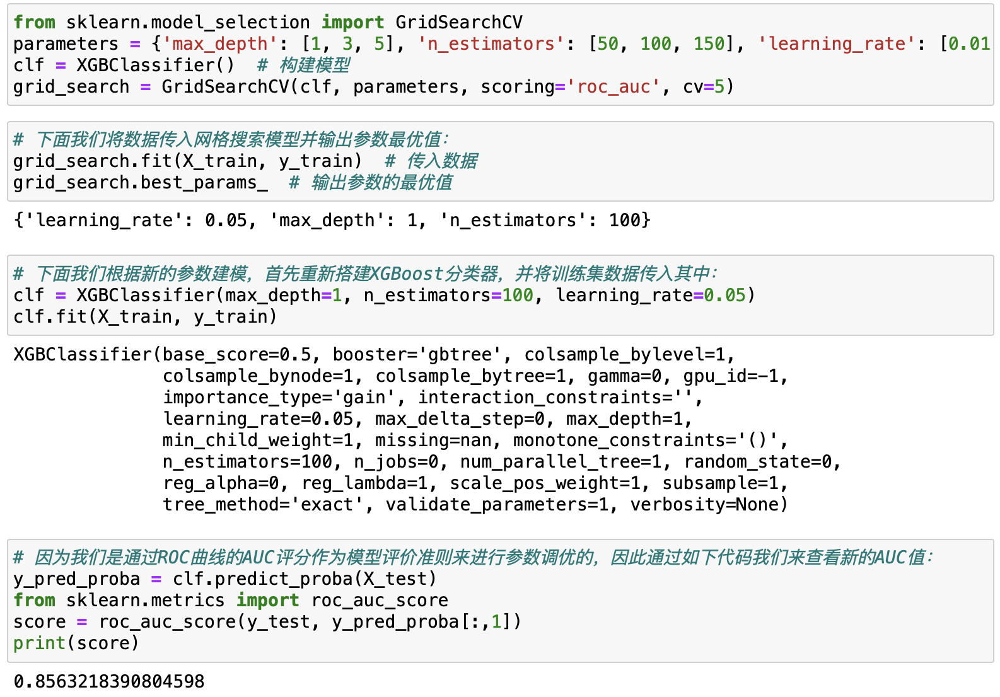 from sklearn.model_selection import GridSearchCV
parameters = {'max_depth': [1, 3, 5], 'n_estimators': [50, 100, 150], 'learning_rate': [0.01
clf = XGBClassifier()  # 构建模型
grid_search = GridSearchCV(clf, parameters, scoring='roc_auc', cv=5)
# 下面我们将数据传入网格搜索模型并输出参数最优值：
grid_search.fit(X_train, y_train)  # 传入数据
grid_search.best_params_  # 输出参数的最优值
{'learning_rate': 0.05, 'max_depth': 1, 'n_estimators': 100}
# 下面我们根据新的参数建模，首先重新搭建XGBoost分类器，并将训练集数据传入其中：
clf = XGBClassifier(max_depth=1, n_estimators=100, learning_rate=0.05)
clf.fit(X_train, y_train)
XGBClassifier(base_score=0.5, booster='gbtree', colsample_bylevel=1,
              colsample_bynode=1, colsample_bytree=1, gamma=0, gpu_id=-1,
              importance_type='gain', interaction_constraints='',
              learning_rate=0.05, max_delta_step=0, max_depth=1,
              min_child_weight=1, missing=nan, monotone_constraints='()',
              n_estimators=100, n_jobs=0, num_parallel_tree=1, random_state=0,
              reg_alpha=0, reg_lambda=1, scale_pos_weight=1, subsample=1,
              tree_method='exact', validate_parameters=1, verbosity=None)
# 因为我们是通过ROC曲线的AUC评分作为模型评价准则来进行参数调优的，因此通过如下代码我们来查看新的AUC值：
y_pred_proba = clf.predict_proba(X_test)
from sklearn.metrics import roc_auc_score
score = roc_auc_score(y_test, y_pred_proba[:,1])
print(score)
0.8563218390804598